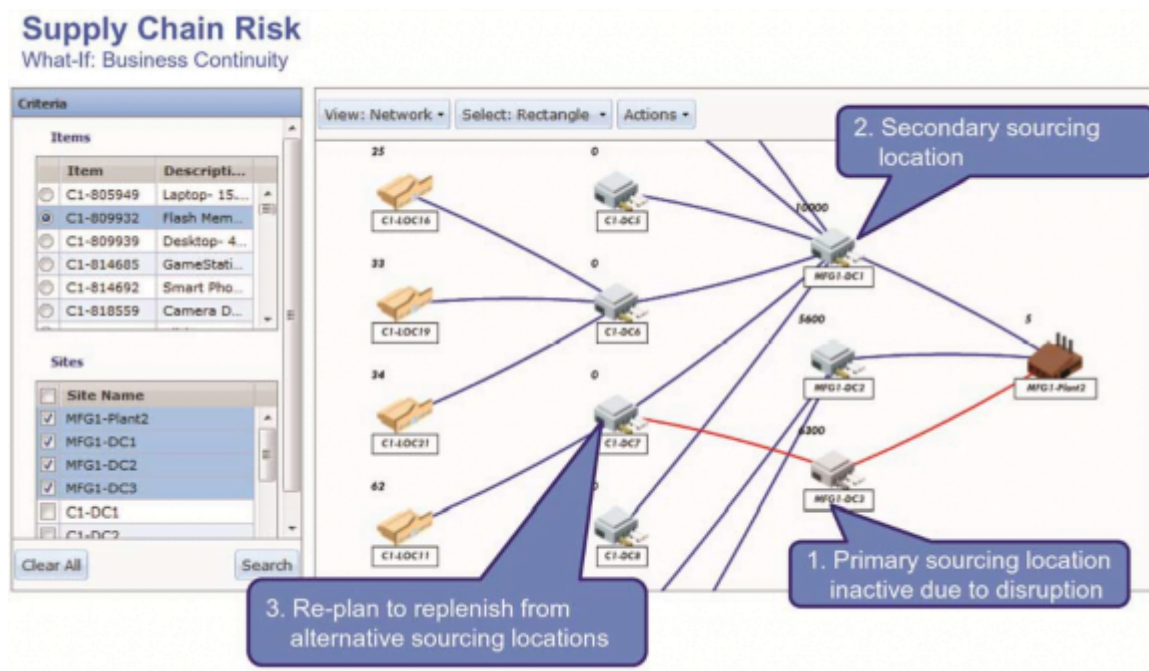 Supply Chain Risk
What-If: Business Continuity
Criteria
Items
Item Descripti...
C1-805949 Laptop- 15....
C1-809932 Flash Mem...
C1-809939 Desktop- 4...
C1-814685 GameStati...
C1-814692 Smart Pho...
C1-818559 Camera D...
Sites
Site Name
MFG1-Plant2
MFG1-DC1
MFG1-DC2
MFG1-DC3
C1-DC1
C1-DC2
Clear All Search
View: Network Select: Rectangle Actions
2. Secondary sourcing
location
25 0
10000
C1-LOC16 C1-DC5
MFG1-DC1
33 0
5600 5
C1-LOC19 C1-DC6
MFG1-DC2 MFG1-Plant2
34 0
6300
C1-LOC21 C1-DC7
MFG1-DC3
62 0
C1-LOC11 C1-DC8
1. Primary sourcing location
inactive due to disruption
3. Re-plan to replenish from
alternative sourcing locations